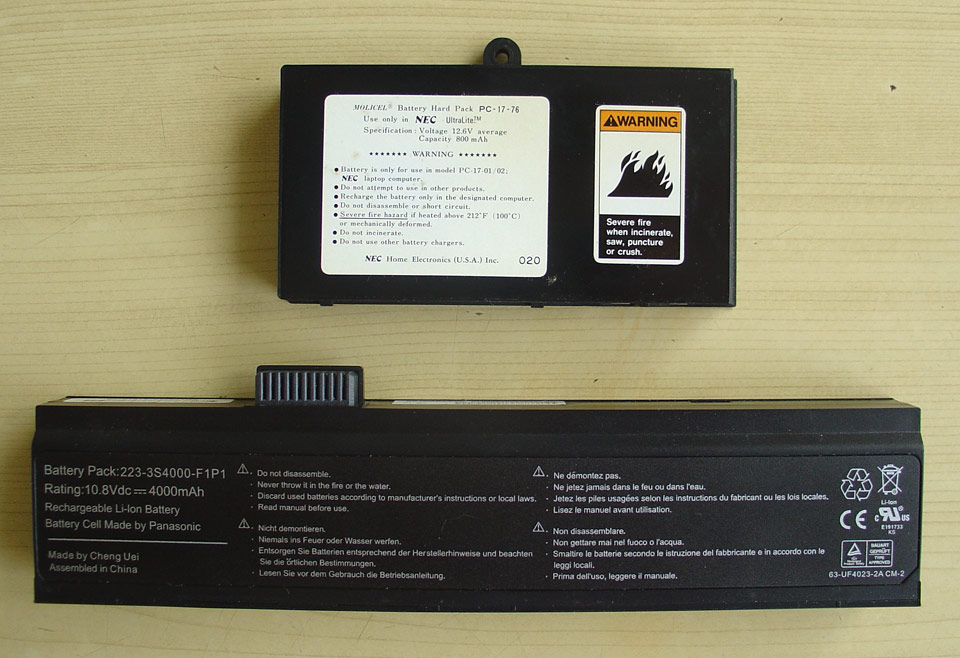 MOLICEL® Battery Hard Pack PC-17-76
Use only in NEC UltraLite™
Specification : Voltage 12.6V average
Capacity 800 mAh
******* WARNING *******
● Battery is only for use in model PC-17-01/02;
NEC laptop computer.
● Do not attempt to use in other products.
● Recharge the battery only in the designated computer.
● Do not disassemble or short circuit.
● Severe fire hazard if heated above 212°F (100°C)
or mechanically deformed.
● Do not incinerate.
● Do not use other battery chargers.
NEC Home Electronics (U.S.A.) Inc. 020
WARNING
Severe fire
when incinerate,
saw, puncture
or crush.
Battery Pack:223-3S4000-F1P1
Rating:10.8Vdc ⎓ 4000mAh
Rechargeable Li-Ion Battery
Battery Cell Made by Panasonic
Made by Cheng Uei
Assembled in China
· Do not disassemble.
· Never throw it in the fire or the water.
· Discard used batteries according to manufacturer's instructions or local laws.
· Read manual before use.
· Nicht demontieren.
· Niemals ins Feuer oder Wasser werfen.
· Entsorgen Sie Batterien entsprechend der Herstellerhinweise und beachten
Sie die örtlichen Bestimmungen.
· Lesen Sie vor dem Gebrauch die Betriebsanleitung.
· Ne démontez pas.
· Ne jetez jamais dans le feu ou dans l'eau.
· Jetez les piles usagées selon les instructions du fabricant ou les lois locales.
· Lisez le manuel avant utilisation.
· Non disassemblare.
· Non gettare mai nel fuoco o l'acqua.
· Smaltire le batterie secondo le istruzione del fabbricante e in accordo con le
leggi locali.
· Prima dell'uso, leggere il manuale.
Li-Ion
CE c RU US
E191733
KS
BAUART
GEPRÜFT
TYPE
APPROVED
63-UF4023-2A CM-2